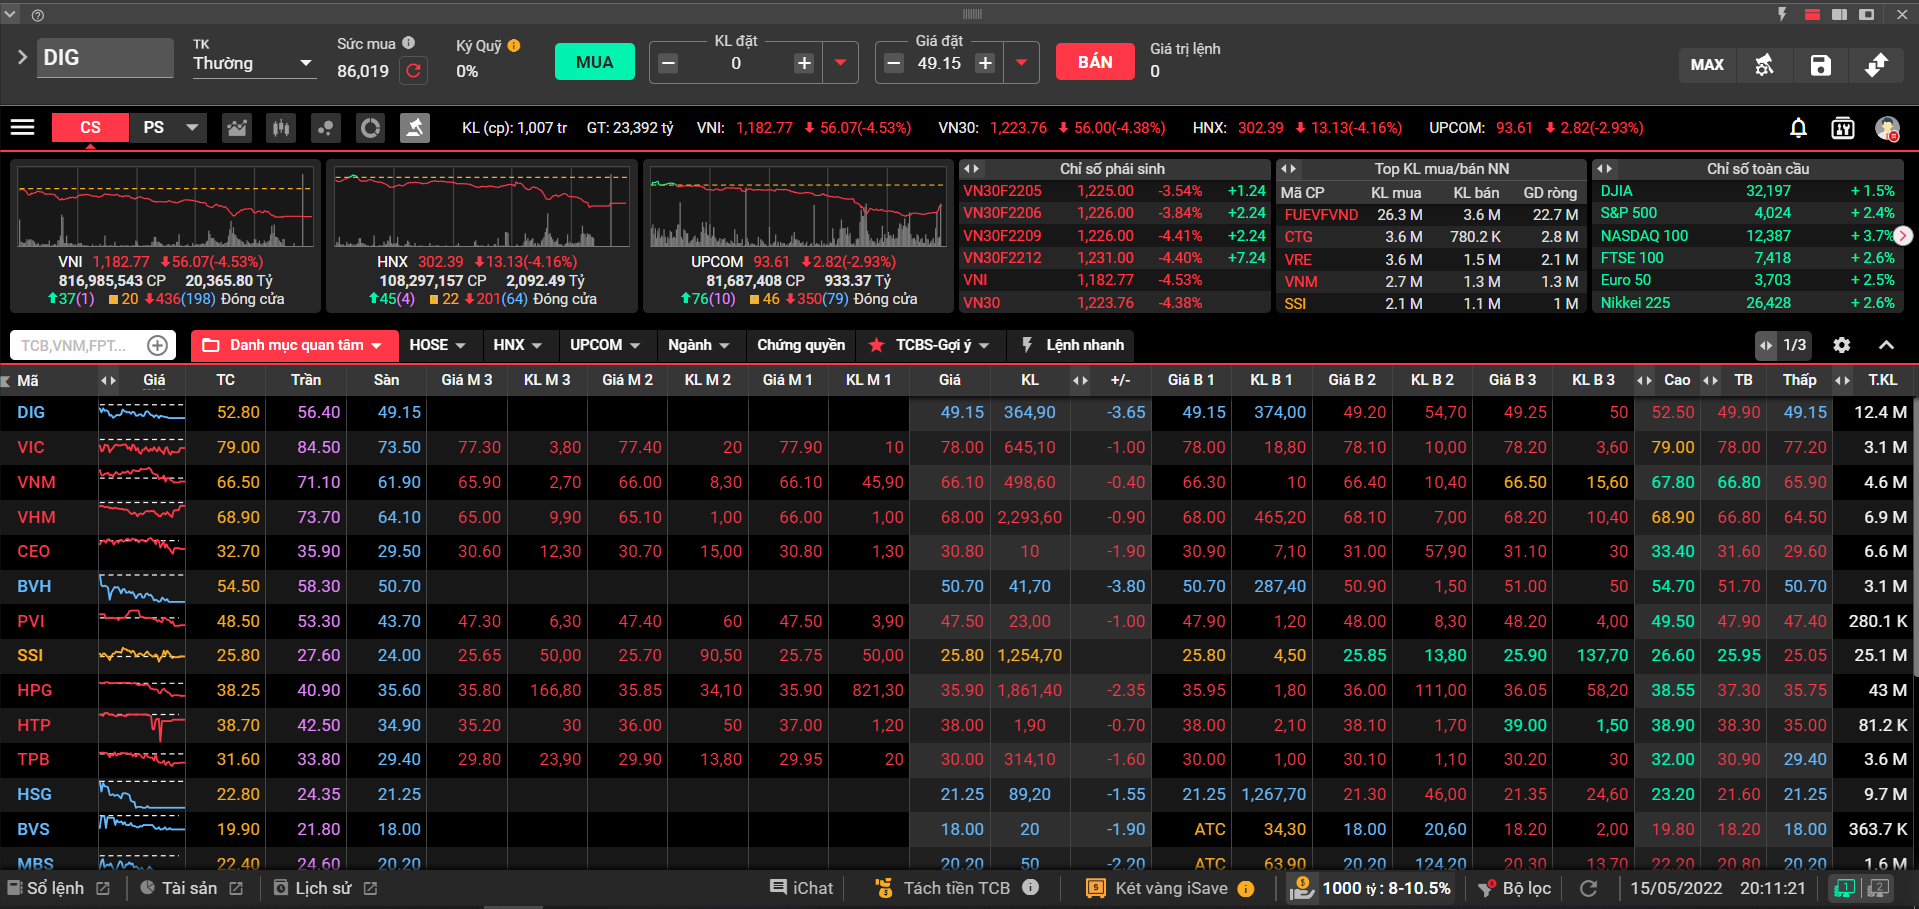 DIG
TK
Thường
Sức mua
86,019
Ký Quỹ
0%
MUA
KL đặt
0
Giá đặt
49.15
BÁN
Giá trị lệnh
0
MAX
CS PS KL (cp): 1,007 tr GT: 23,392 tỷ VNI: 1,182.77 56.07(-4.53%) VN30: 1,223.76 56.00(-4.38%) HNX: 302.39 13.13(-4.16%) UPCOM: 93.61 2.82(-2.93%)
VNI 1,182.77 56.07(-4.53%)
816,985,543 CP 20,365.80 Tỷ
37(1) 20 436(198) Đóng cửa
HNX 302.39 13.13(-4.16%)
108,297,157 CP 2,092.49 Tỷ
45(4) 22 201(64) Đóng cửa
UPCOM 93.61 2.82(-2.93%)
81,687,408 CP 933.37 Tỷ
76(10) 46 350(79) Đóng cửa
Chỉ số phái sinh
VN30F2205 1,225.00 -3.54% +1.24
VN30F2206 1,226.00 -3.84% +2.24
VN30F2209 1,226.00 -4.41% +2.24
VN30F2212 1,231.00 -4.40% +7.24
VNI 1,182.77 -4.53%
VN30 1,223.76 -4.38%
Top KL mua/bán NN
Mã CP KL mua KL bán GD ròng
FUEVFVND 26.3 M 3.6 M 22.7 M
CTG 3.6 M 780.2 K 2.8 M
VRE 3.6 M 1.5 M 2.1 M
VNM 2.7 M 1.3 M 1.3 M
SSI 2.1 M 1.1 M 1 M
Chỉ số toàn cầu
DJIA 32,197 + 1.5%
S&P 500 4,024 + 2.4%
NASDAQ 100 12,387 + 3.7%
FTSE 100 7,418 + 2.6%
Euro 50 3,703 + 2.5%
Nikkei 225 26,428 + 2.6%
TCB,VNM,FPT... Danh mục quan tâm HOSE HNX UPCOM Ngành Chứng quyền TCBS-Gợi ý Lệnh nhanh 1/3
Mã Giá TC Trần Sàn Giá M 3 KL M 3 Giá M 2 KL M 2 Giá M 1 KL M 1 Giá KL +/- Giá B 1 KL B 1 Giá B 2 KL B 2 Giá B 3 KL B 3 Cao TB Thấp T.KL
DIG 52.80 56.40 49.15 49.15 364,90 -3.65 49.15 374,00 49.20 54,70 49.25 50 52.50 49.90 49.15 12.4 M
VIC 79.00 84.50 73.50 77.30 3,80 77.40 20 77.90 10 78.00 645,10 -1.00 78.00 18,80 78.10 10,00 78.20 3,60 79.00 78.00 77.20 3.1 M
VNM 66.50 71.10 61.90 65.90 2,70 66.00 8,30 66.10 45,90 66.10 498,60 -0.40 66.30 10 66.40 10,40 66.50 15,60 67.80 66.80 65.90 4.6 M
VHM 68.90 73.70 64.10 65.00 9,90 65.10 1,00 66.00 1,00 68.00 2,293,60 -0.90 68.00 465,20 68.10 7,00 68.20 10,40 68.90 66.80 64.50 6.9 M
CEO 32.70 35.90 29.50 30.60 12,30 30.70 15,00 30.80 1,30 30.80 10 -1.90 30.90 7,10 31.00 57,90 31.10 30 33.40 31.60 29.60 6.6 M
BVH 54.50 58.30 50.70 50.70 41,70 -3.80 50.70 287,40 50.90 1,50 51.00 50 54.70 51.70 50.70 3.1 M
PVI 48.50 53.30 43.70 47.30 6,30 47.40 60 47.50 3,90 47.50 23,00 -1.00 47.90 1,20 48.00 8,30 48.20 4,00 49.50 47.90 47.40 280.1 K
SSI 25.80 27.60 24.00 25.65 50,00 25.70 90,50 25.75 50,00 25.80 1,254,70 25.80 4,50 25.85 13,80 25.90 137,70 26.60 25.95 25.05 25.1 M
HPG 38.25 40.90 35.60 35.80 166,80 35.85 34,10 35.90 821,30 35.90 1,861,40 -2.35 35.95 1,80 36.00 111,00 36.05 58,20 38.55 37.30 35.75 43 M
HTP 38.70 42.50 34.90 35.20 30 36.00 50 37.00 1,20 38.00 1,90 -0.70 38.00 2,10 38.10 1,70 39.00 1,50 38.90 38.30 35.00 81.2 K
TPB 31.60 33.80 29.40 29.80 23,90 29.90 13,80 29.95 20 30.00 314,10 -1.60 30.00 1,00 30.10 1,10 30.20 30 32.00 30.90 29.40 3.6 M
HSG 22.80 24.35 21.25 21.25 89,20 -1.55 21.25 1,267,70 21.30 46,00 21.35 24,60 23.20 21.60 21.25 9.7 M
BVS 19.90 21.80 18.00 18.00 20 -1.90 ATC 34,30 18.00 20,60 18.20 2,00 19.80 18.20 18.00 363.7 K
MBS 22.40 24.60 20.20 20.20 50 -2.20 ATC 63,90 20.20 124,20 20.30 13,70 22.20 20.80 20.20 1.6 M
Sổ lệnh Tài sản Lịch sử iChat Tách tiền TCB Két vàng iSave 1000 tỷ : 8-10.5% Bộ lọc 15/05/2022 20:11:21 1 2